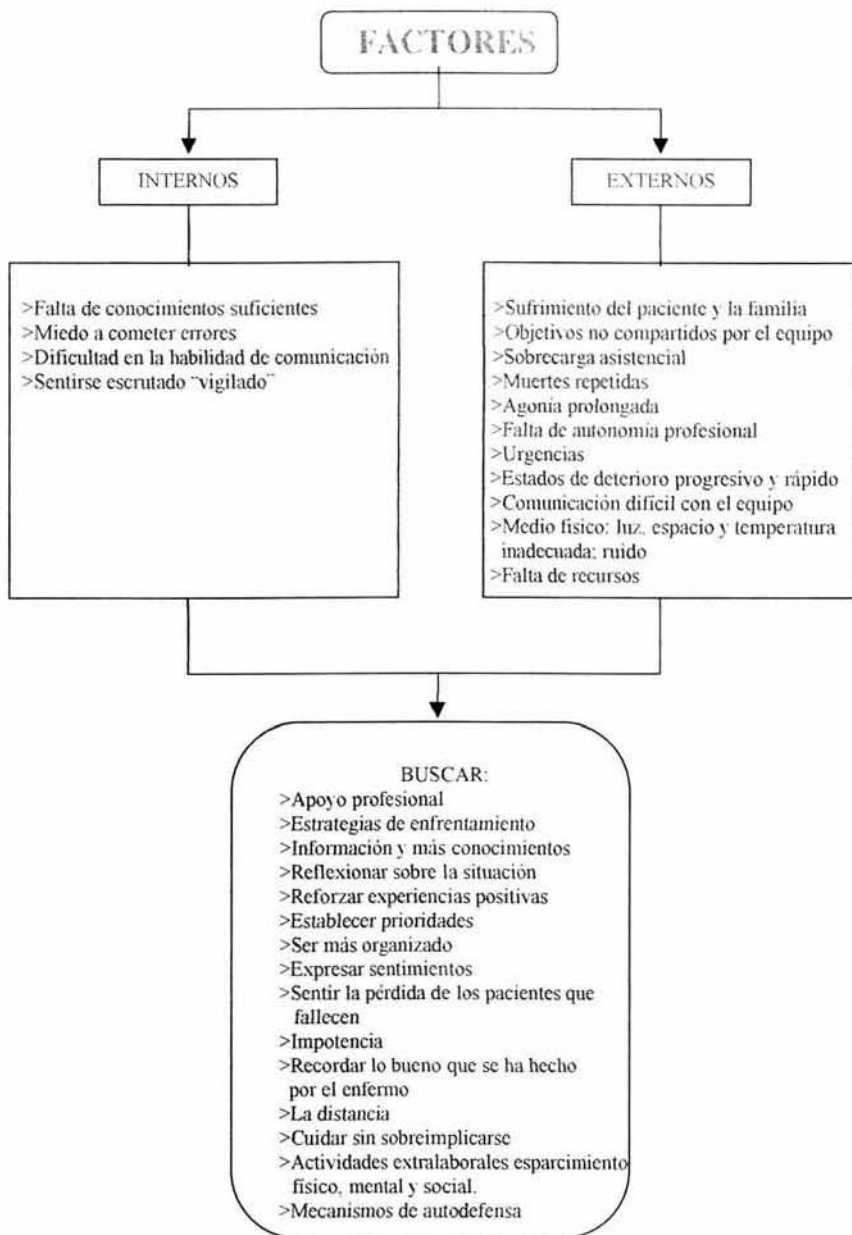 FACTORES
INTERNOS
EXTERNOS
>Falta de conocimientos suficientes
>Miedo a cometer errores
>Dificultad en la habilidad de comunicación
>Sentirse escrutado ¨vigilado¨
>Sufrimiento del paciente y la familia
>Objetivos no compartidos por el equipo
>Sobrecarga asistencial
>Muertes repetidas
>Agonía prolongada
>Falta de autonomía profesional
>Urgencias
>Estados de deterioro progresivo y rápido
>Comunicación difícil con el equipo
>Medio físico: luz, espacio y temperatura
inadecuada; ruido
>Falta de recursos
BUSCAR:
>Apoyo profesional
>Estrategias de enfrentamiento
>Información y más conocimientos
>Reflexionar sobre la situación
>Reforzar experiencias positivas
>Establecer prioridades
>Ser más organizado
>Expresar sentimientos
>Sentir la pérdida de los pacientes que
fallecen
>Impotencia
>Recordar lo bueno que se ha hecho
por el enfermo
>La distancia
>Cuidar sin sobreimplicarse
>Actividades extralaborales esparcimiento
físico, mental y social.
>Mecanismos de autodefensa